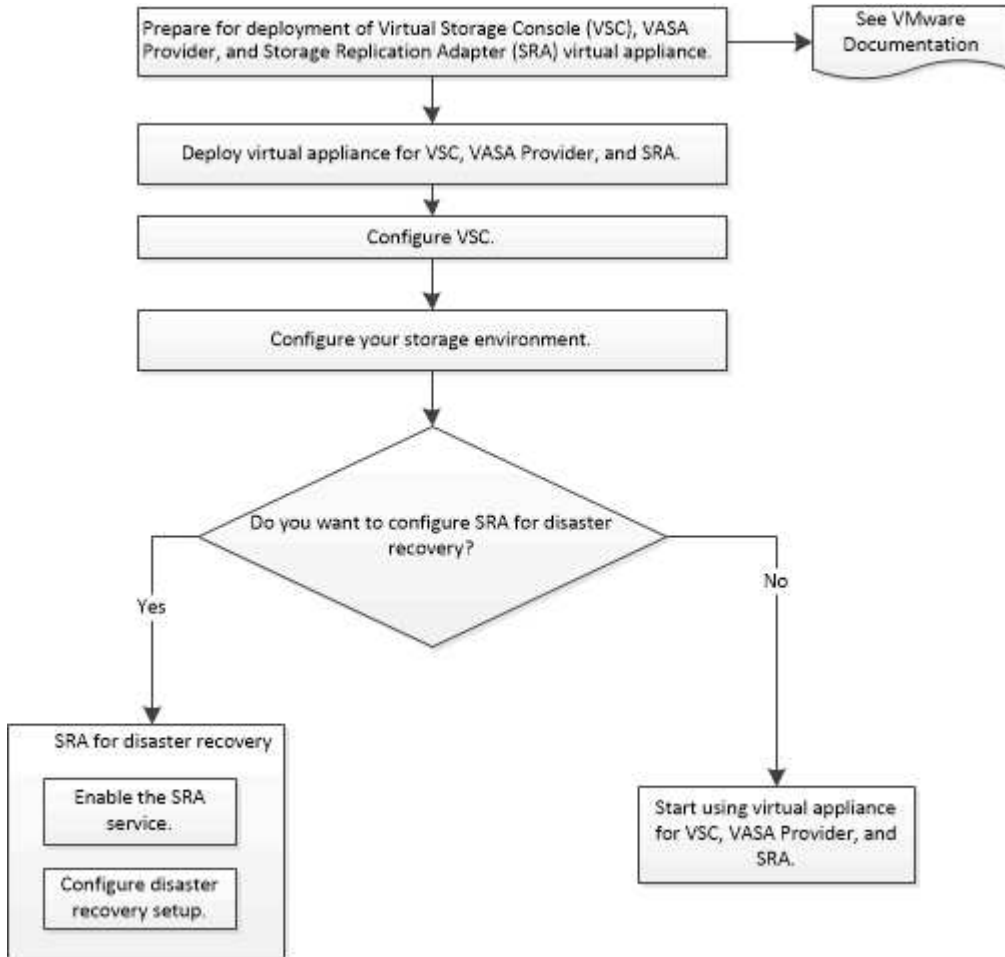 Prepare for deployment of Virtual Storage Console (VSC), VASA
Provider, and Storage Replication Adapter (SRA) virtual appliance.
See VMware
Documentation
Deploy virtual appliance for VSC, VASA Provider, and SRA.
Configure VSC.
Configure your storage environment.
Do you want to configure SRA for disaster
recovery?
Yes
No
SRA for disaster recovery
Enable the SRA
service.
Configure disaster
recovery setup.
Start using virtual appliance
for VSC, VASA Provider, and
SRA.